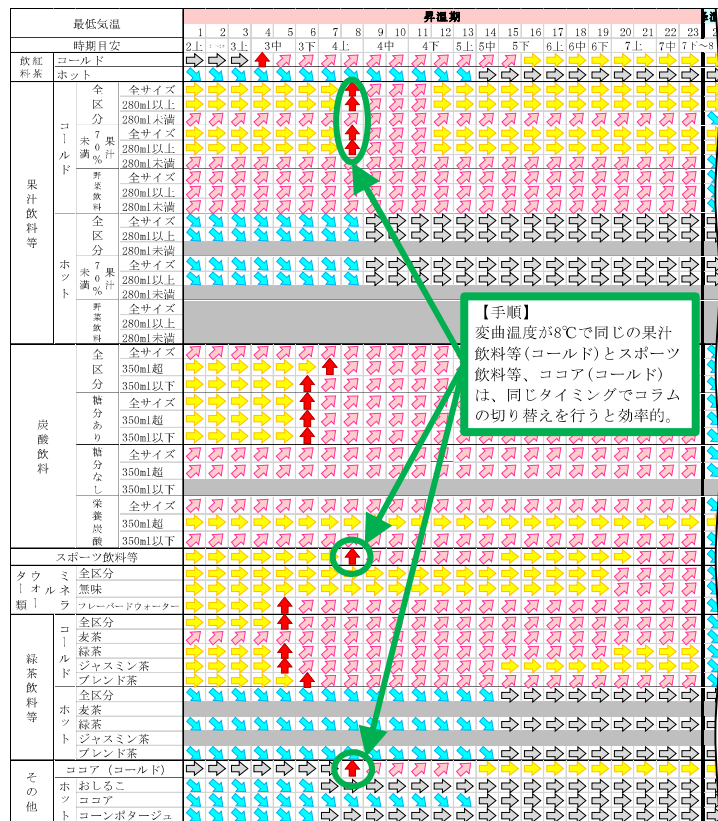 最低気温
昇温期
1 2 3 4 5 6 7 8 9 10 11 12 13 14 15 16 17 18 19 20 21 22 23
時期目安 2上 3上 3中 3下 4上 4中 4下 5上 5中 5下 6上 6中 6下 7上 7中 7下~8
紅茶飲料 コールド
ホット
果汁飲料等
コールド
全区分 全サイズ
280ml以上
280ml未満
果汁70%未満 全サイズ
280ml以上
280ml未満
野菜飲料 全サイズ
280ml以上
280ml未満
ホット
全区分 全サイズ
280ml以上
280ml未満
果汁70%未満 全サイズ
280ml以上
280ml未満
野菜飲料 全サイズ
280ml以上
280ml未満
【手順】
変曲温度が8℃で同じの果汁
飲料等(コールド)とスポーツ
飲料等、ココア(コールド)
は、同じタイミングでコラム
の切り替えを行うと効率的。
炭酸飲料
全区分 全サイズ
350ml超
350ml以下
糖分あり 全サイズ
350ml超
350ml以下
糖分なし 全サイズ
350ml超
350ml以下
栄養炭酸 全サイズ
350ml超
350ml以下
スポーツ飲料等
ミネラルウオーター類 全区分
無味
フレーバードウォーター
緑茶飲料等
コールド
全区分
麦茶
緑茶
ジャスミン茶
ブレンド茶
ホット
全区分
麦茶
緑茶
ジャスミン茶
ブレンド茶
その他
ココア(コールド)
ホット
おしるこ
ココア
コーンポタージュ